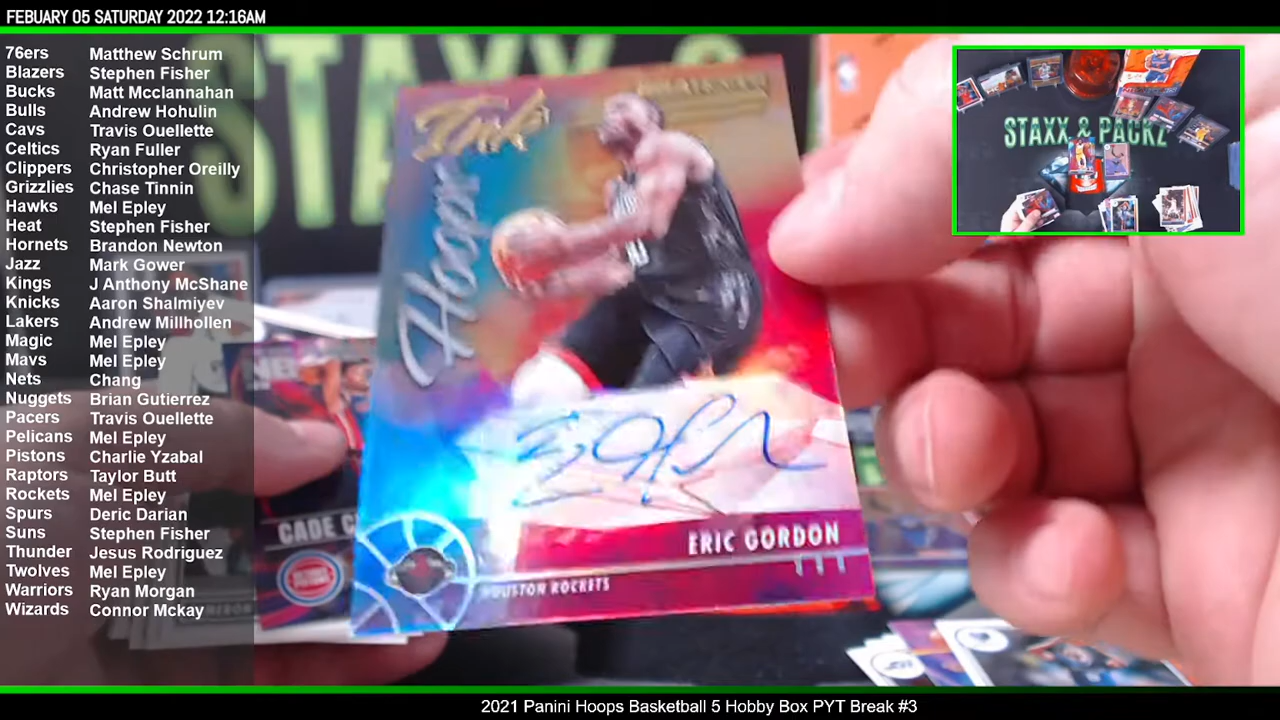 FEBUARY 05 SATURDAY 2022 12:16AM
76ers Matthew Schrum
Blazers Stephen Fisher
Bucks Matt Mcclannahan
Bulls Andrew Hohulin
Cavs Travis Ouellette
Celtics Ryan Fuller
Clippers Christopher Oreilly
Grizzlies Chase Tinnin
Hawks Mel Epley
Heat Stephen Fisher
Hornets Brandon Newton
Jazz Mark Gower
Kings J Anthony McShane
Knicks Aaron Shalmiyev
Lakers Andrew Millhollen
Magic Mel Epley
Mavs Mel Epley
Nets Chang
Nuggets Brian Gutierrez
Pacers Travis Ouellette
Pelicans Mel Epley
Pistons Charlie Yzabal
Raptors Taylor Butt
Rockets Mel Epley
Spurs Deric Darian
Suns Stephen Fisher
Thunder Jesus Rodriguez
Twolves Mel Epley
Warriors Ryan Morgan
Wizards Connor Mckay
STAXX &
STAXX & PACKZ
Hoops
Ink
ERIC GORDON
HOUSTON ROCKETS
CADE C
2021 Panini Hoops Basketball 5 Hobby Box PYT Break #3